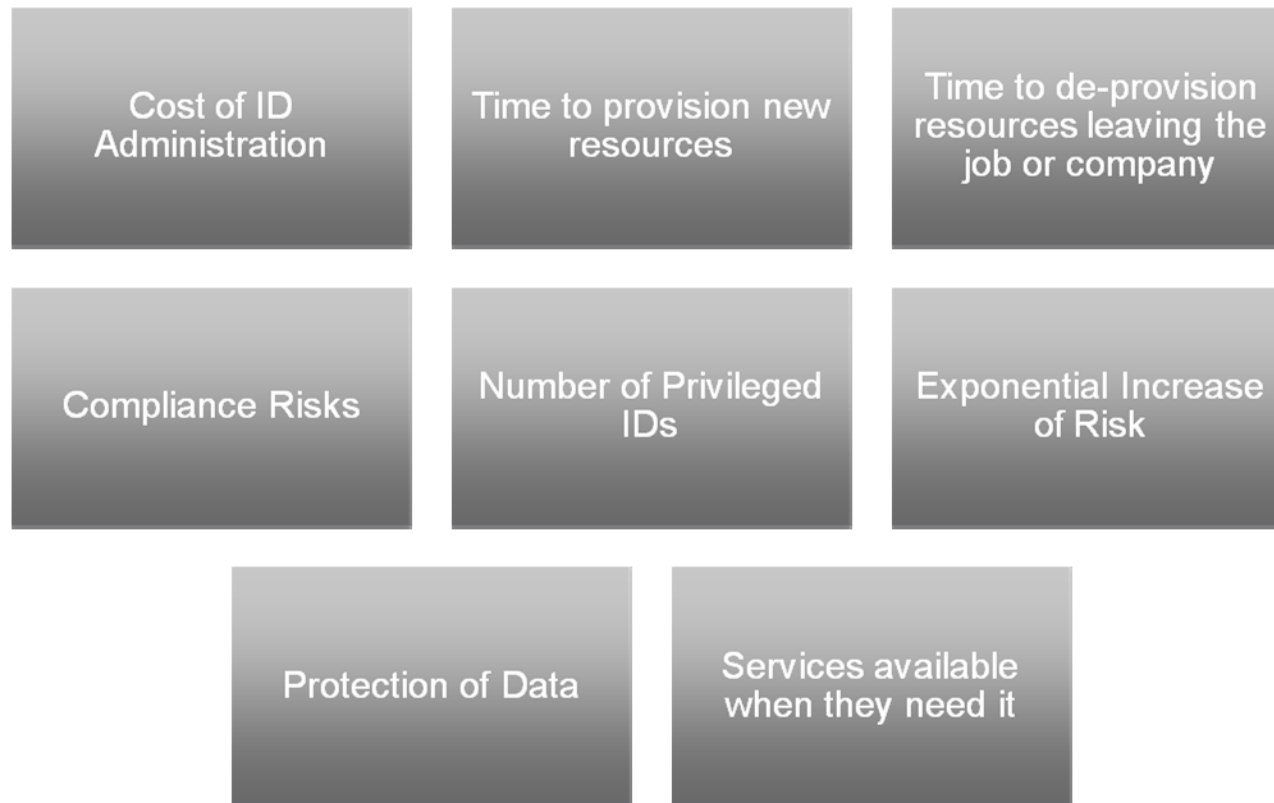 Cost of ID
Administration
Time to provision new
resources
Time to de-provision
resources leaving the
job or company
Compliance Risks
Number of Privileged
IDs
Exponential Increase
of Risk
Protection of Data
Services available
when they need it